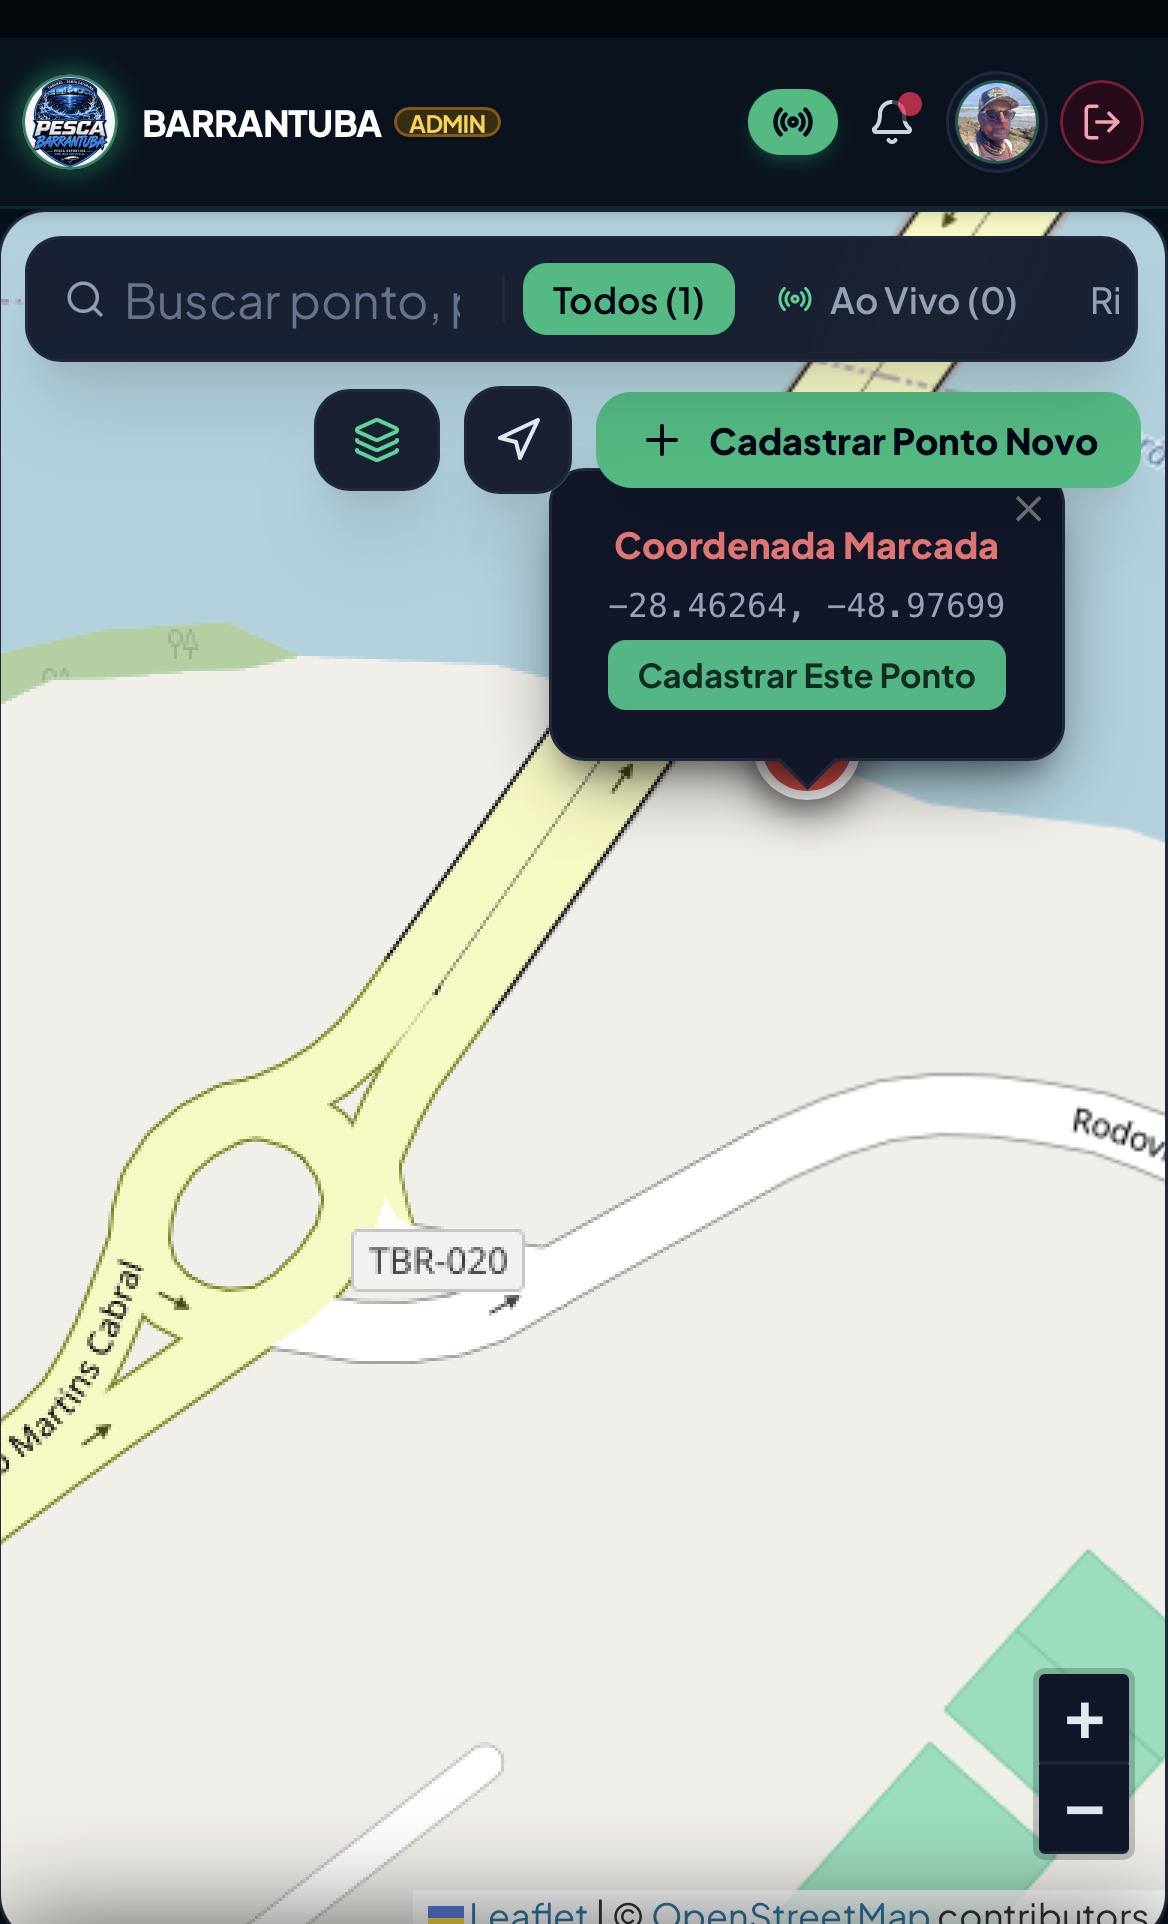 PESCA
BARRANTUBA
BARRANTUBA ADMIN
Buscar ponto, p
Todos (1)
Ao Vivo (0)
Ri
+ Cadastrar Ponto Novo
Coordenada Marcada
−28.46264, −48.97699
Cadastrar Este Ponto
Rodov
TBR-020
o Martins Cabral
+
−
Leaflet | © OpenStreetMap contributors